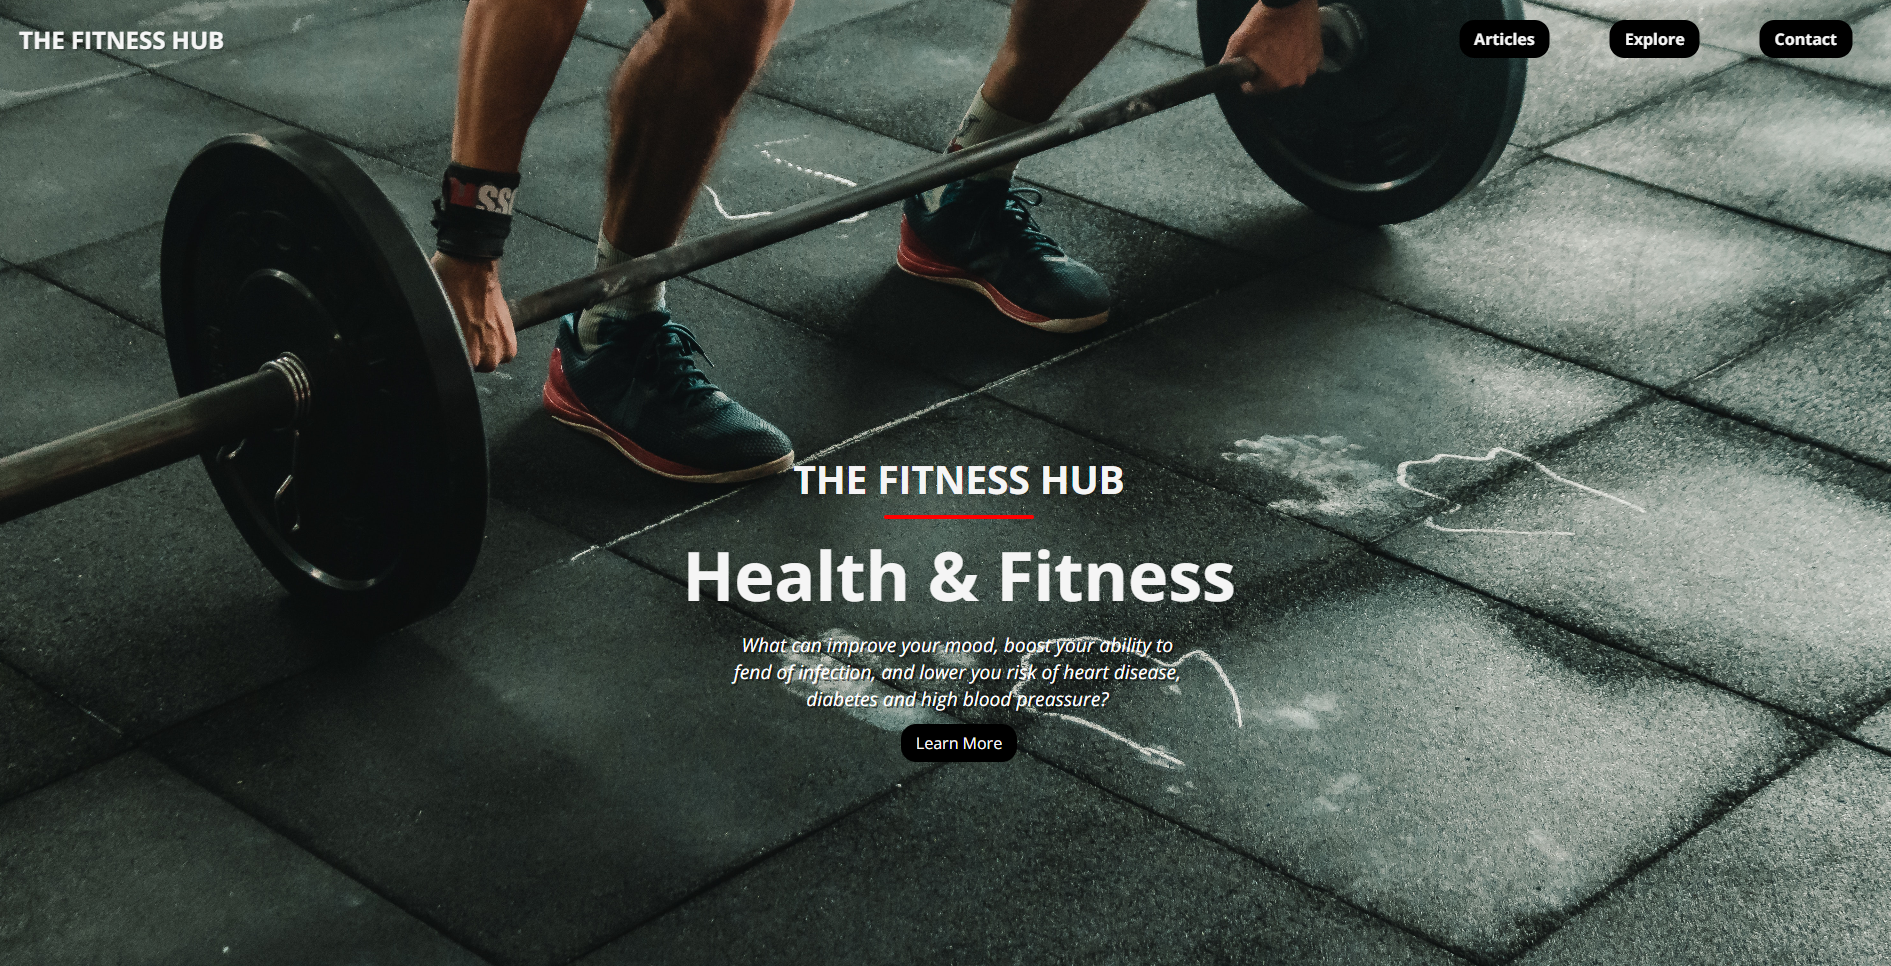 THE FITNESS HUB
Articles
Explore
Contact
THE FITNESS HUB
Health & Fitness
What can improve your mood, boost your ability to
fend of infection, and lower you risk of heart disease,
diabetes and high blood preassure?
Learn More